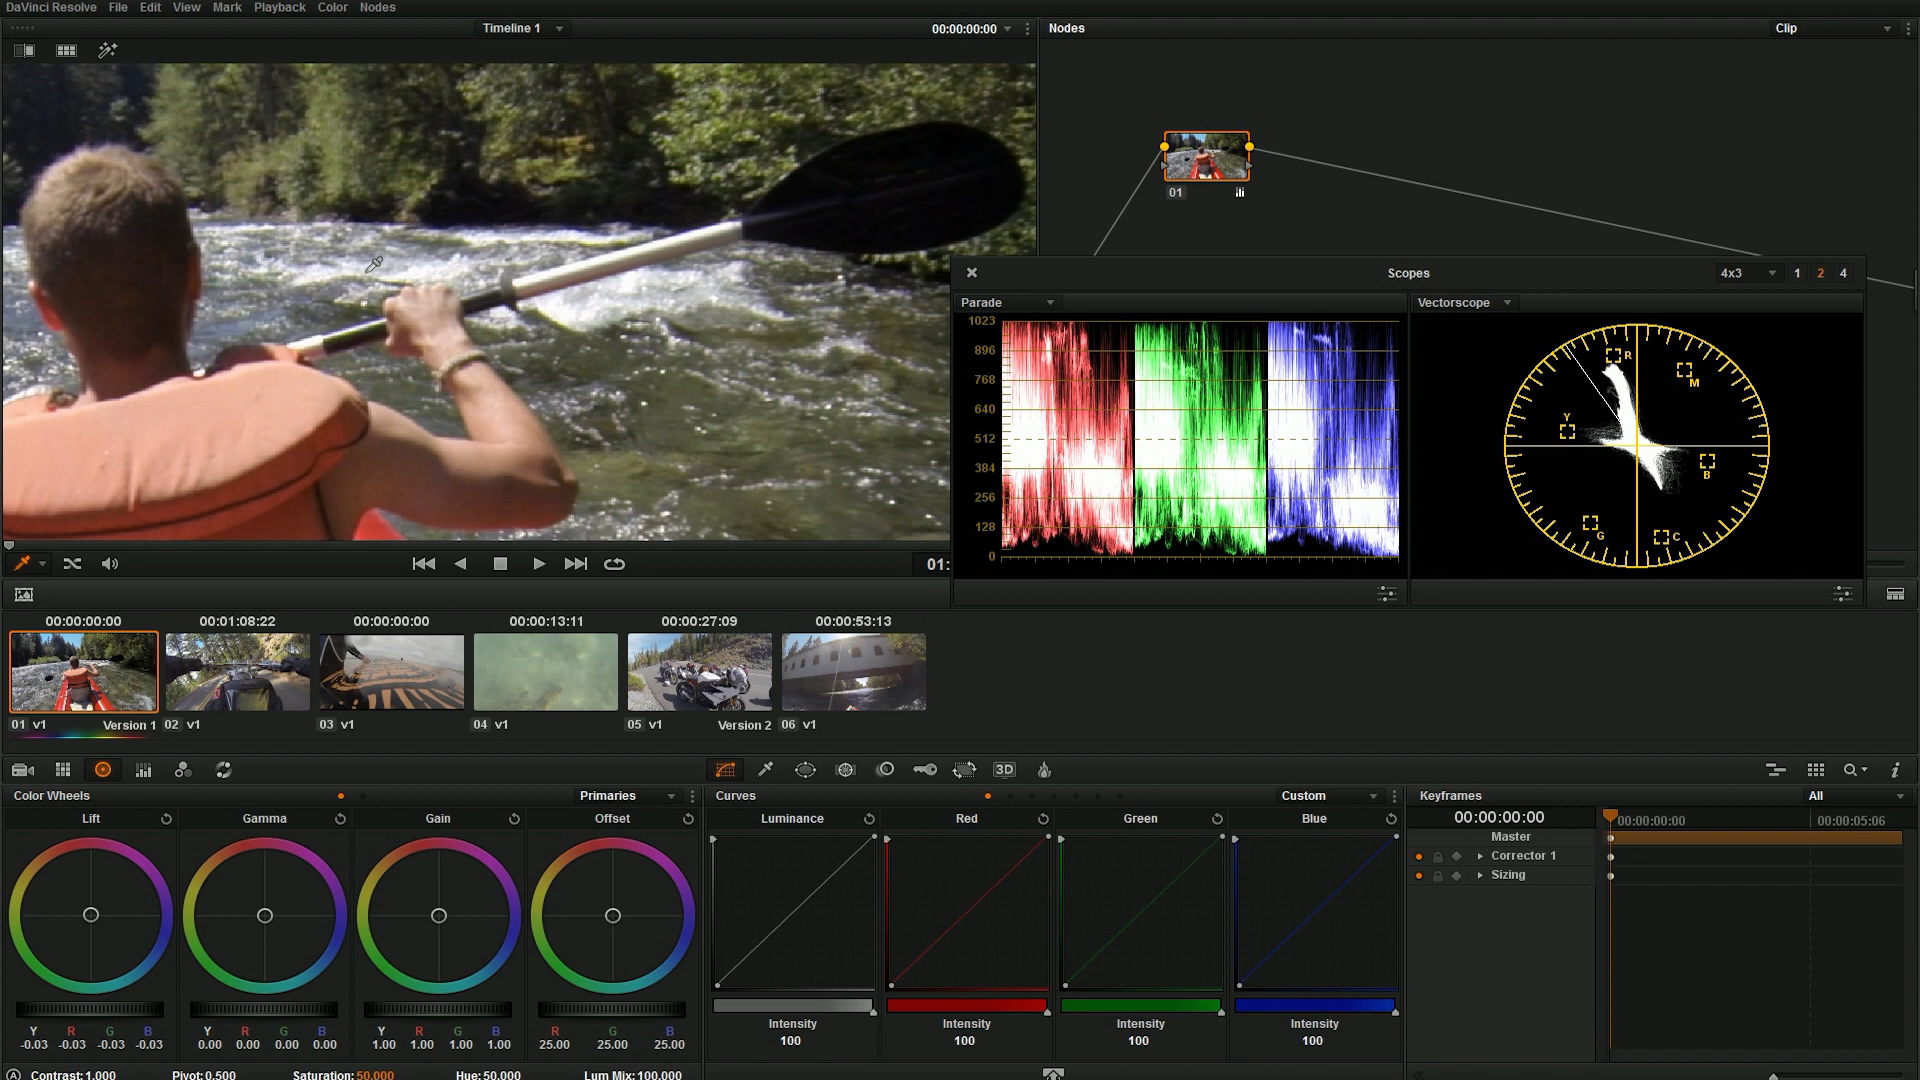 DaVinci Resolve File Edit View Mark Playback Color Nodes
Timeline 1 00:00:00:00
Nodes Clip
01
Scopes 4x3 1 2 4
Parade
1023
896
768
640
512
384
256
128
0
Vectorscope
R
M
Y
B
G
C
01:
00:00:00:00 00:01:08:22 00:00:00:00 00:00:13:11 00:00:27:09 00:00:53:13
01 v1 Version 1 02 v1 03 v1 04 v1 05 v1 Version 2 06 v1
3D
Color Wheels Primaries
Lift Gamma Gain Offset
Y R G B Y R G B Y R G B R G B
-0.03 -0.03 -0.03 -0.03 0.00 0.00 0.00 0.00 1.00 1.00 1.00 1.00 25.00 25.00 25.00
A Contrast:1.000 Pivot:0.500 Saturation:50.000 Hue:50.000 Lum Mix:100.000
Curves Custom
Luminance Red Green Blue
Intensity Intensity Intensity Intensity
100 100 100 100
Keyframes All
00:00:00:00 00:00:00:00 00:00:05:06
Master
Corrector 1
Sizing